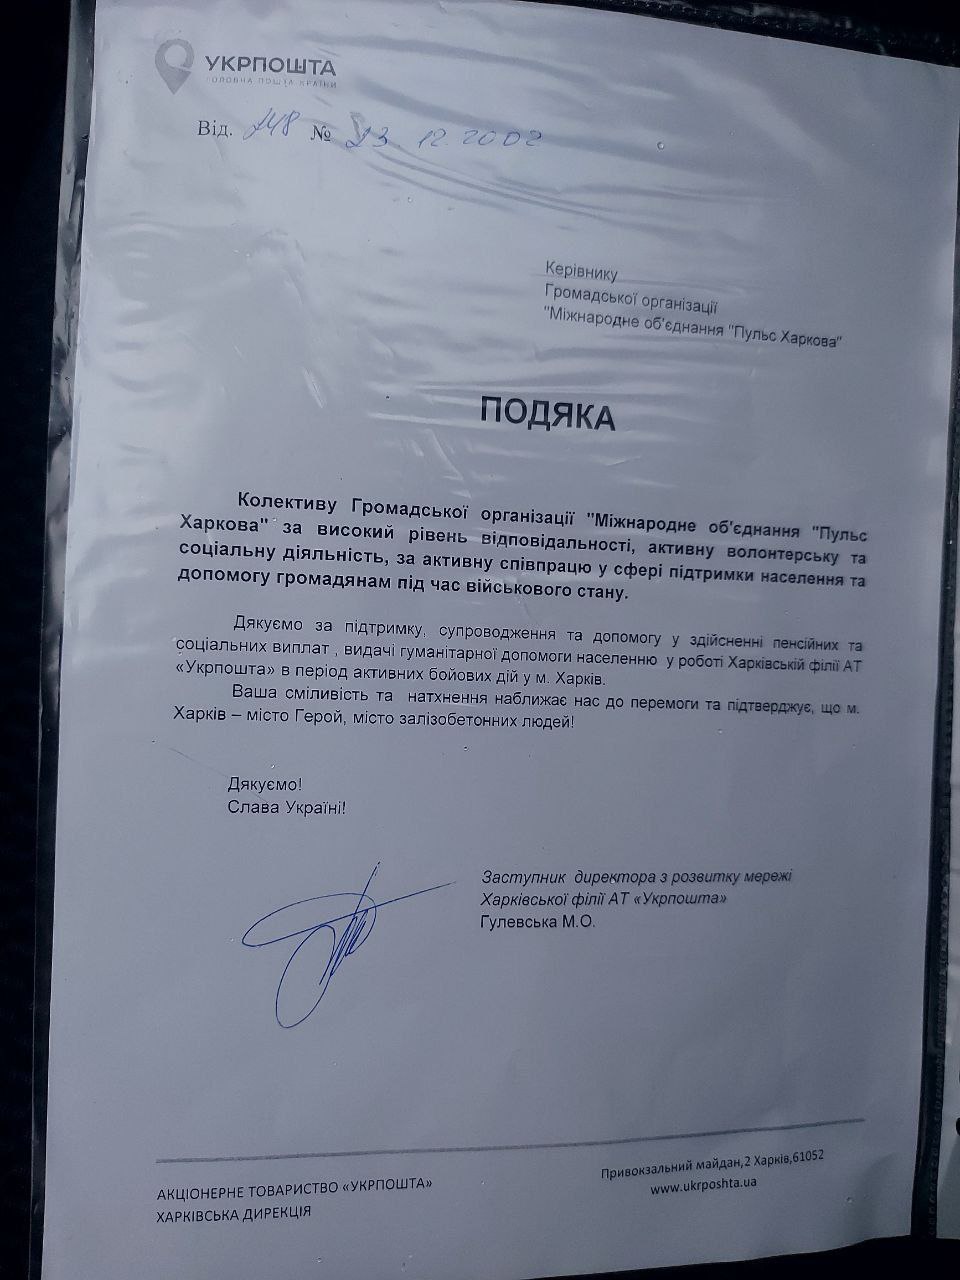 УКРПОШТА
ГОЛОВНА ПОШТА КРАЇНИ
Від. 248 № 23.12.2002
Керівнику
Громадської організації
"Міжнародне об'єднання "Пульс Харкова"
ПОДЯКА
Колективу Громадської організації "Міжнародне об'єднання "Пульс
Харкова" за високий рівень відповідальності, активну волонтерську та
соціальну діяльність, за активну співпрацю у сфері підтримки населення та
допомогу громадянам під час військового стану.
Дякуємо за підтримку, супроводження та допомогу у здійсненні пенсійних та
соціальних виплат , видачі гуманітарної допомоги населенню у роботі Харківській філії АТ
«Укрпошта» в період активних бойових дій у м. Харків.
Ваша сміливість та натхнення наближає нас до перемоги та підтверджує, що м.
Харків – місто Герой, місто залізобетонних людей!
Дякуємо!
Слава Україні!
Заступник директора з розвитку мережі
Харківської філії АТ «Укрпошта»
Гулевська М.О.
АКЦІОНЕРНЕ ТОВАРИСТВО «УКРПОШТА»
ХАРКІВСЬКА ДИРЕКЦІЯ
Привокзальний майдан,2 Харків,61052
www.ukrposhta.ua